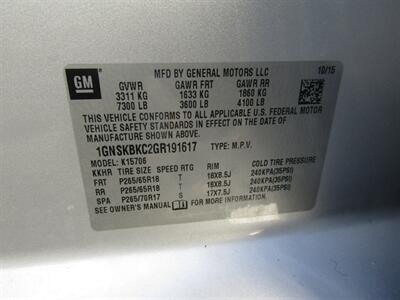 GM
MFD BY GENERAL MOTORS LLC 10/15
GVWR GAWR FRT GAWR RR
3311 KG 1633 KG 1860 KG
7300 LB 3600 LB 4100 LB
THIS VEHICLE CONFORMS TO ALL APPLICABLE U.S. FEDERAL MOTOR
VEHICLE SAFETY AND THEFT PREVENTION STANDARDS IN EFFECT ON THE DATE OF
MANUFACTURE SHOWN ABOVE.
1GNSKBKC2GR191617 TYPE: M.P.V.
MODEL: K15706
KKHR TIRE SIZE SPEED RTG RIM COLD TIRE PRESSURE
FRT P265/65R18 T 18X8.5J 240KPA(35PSI)
RR P265/65R18 T 18X8.5J 240KPA(35PSI)
SPA P265/70R17 S 17X7.5J 240KPA(35PSI)
SEE OWNER'S MANUAL FOR MORE INFORMATION.